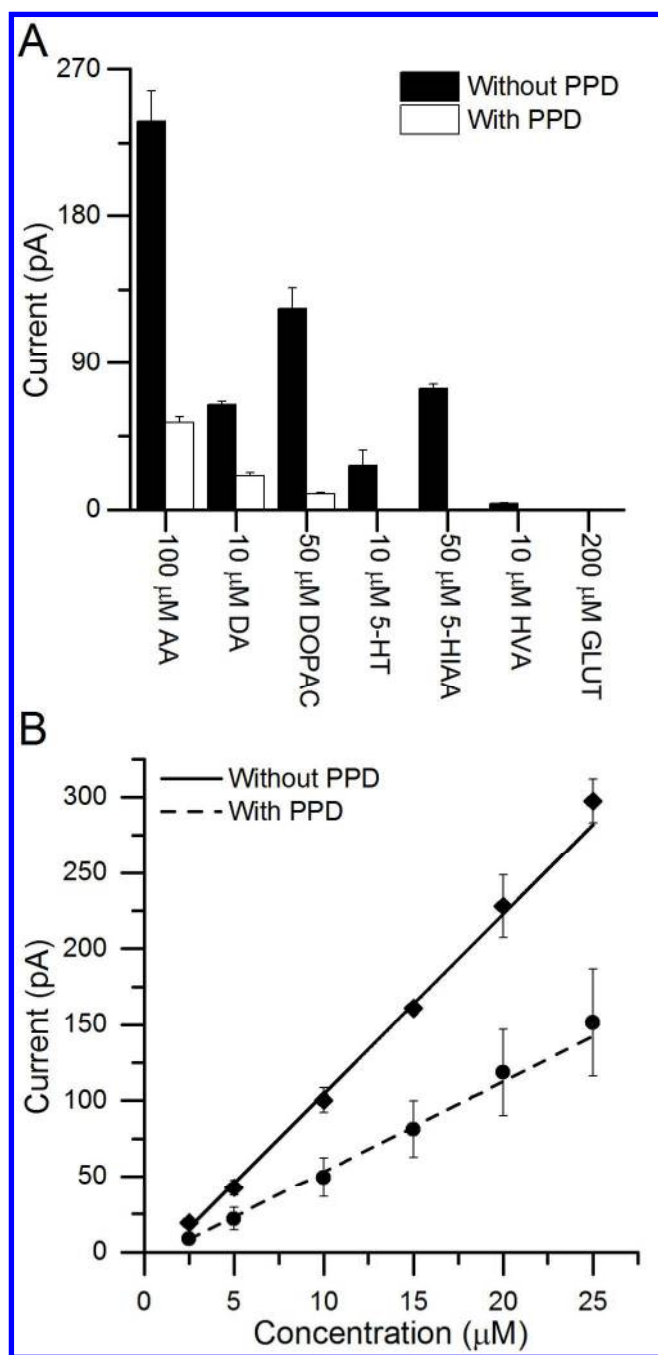 A
270
180
90
0
Current (pA)
Without PPD
With PPD
100 μM AA
10 μM DA
50 μM DOPAC
10 μM 5-HT
50 μM 5-HIAA
10 μM HVA
200 μM GLUT
B
Without PPD
With PPD
300
250
200
150
100
50
0
Current (pA)
0 5 10 15 20 25
Concentration (μM)